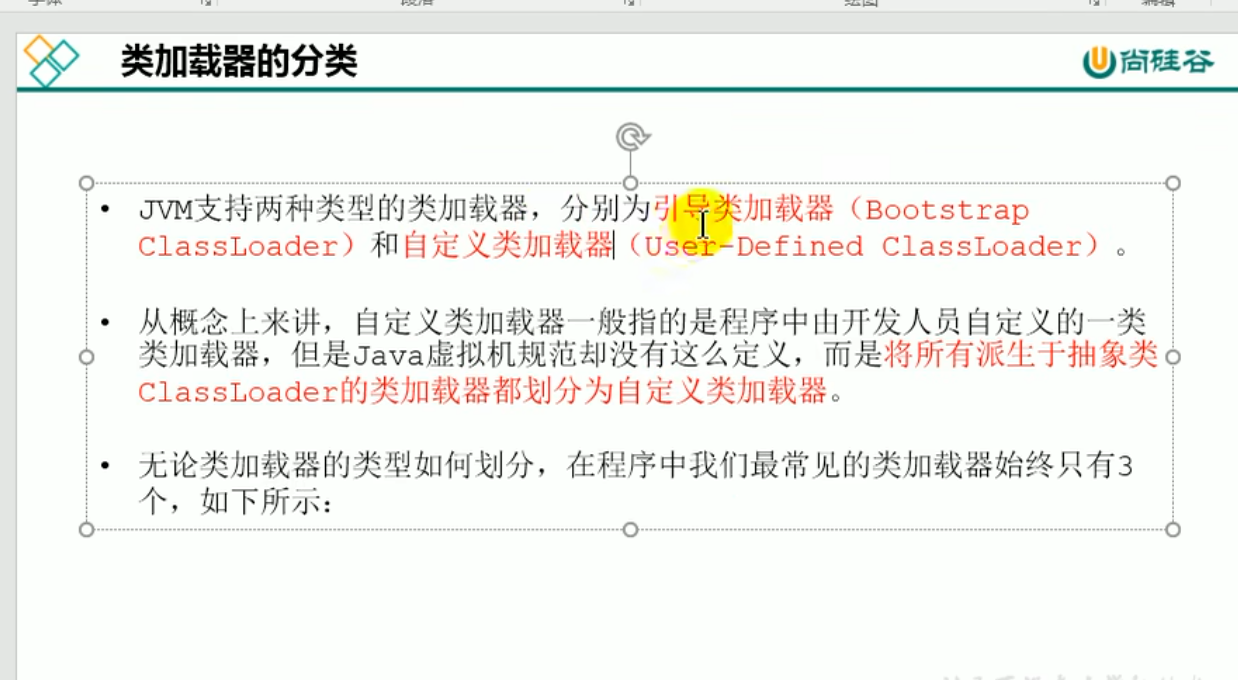 类加载器的分类
尚硅谷
• JVM支持两种类型的类加载器，分别为引导类加载器（Bootstrap
ClassLoader）和自定义类加载器（User-Defined ClassLoader）。
• 从概念上来讲，自定义类加载器一般指的是程序中由开发人员自定义的一类
类加载器，但是Java虚拟机规范却没有这么定义，而是将所有派生于抽象类
ClassLoader的类加载器都划分为自定义类加载器。
• 无论类加载器的类型如何划分，在程序中我们最常见的类加载器始终只有3
个，如下所示：